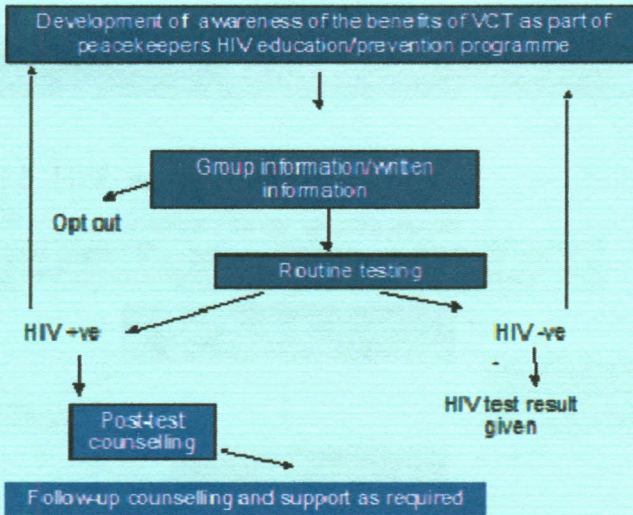 Development of awareness of the benefits of VCT as part of
peacekeepers HIV education/prevention programme
Group information/written
information
Opt out
Routine testing
HIV +ve
HIV -ve
Post-test
counselling
HIV test result
given
Follow-up counselling and support as required